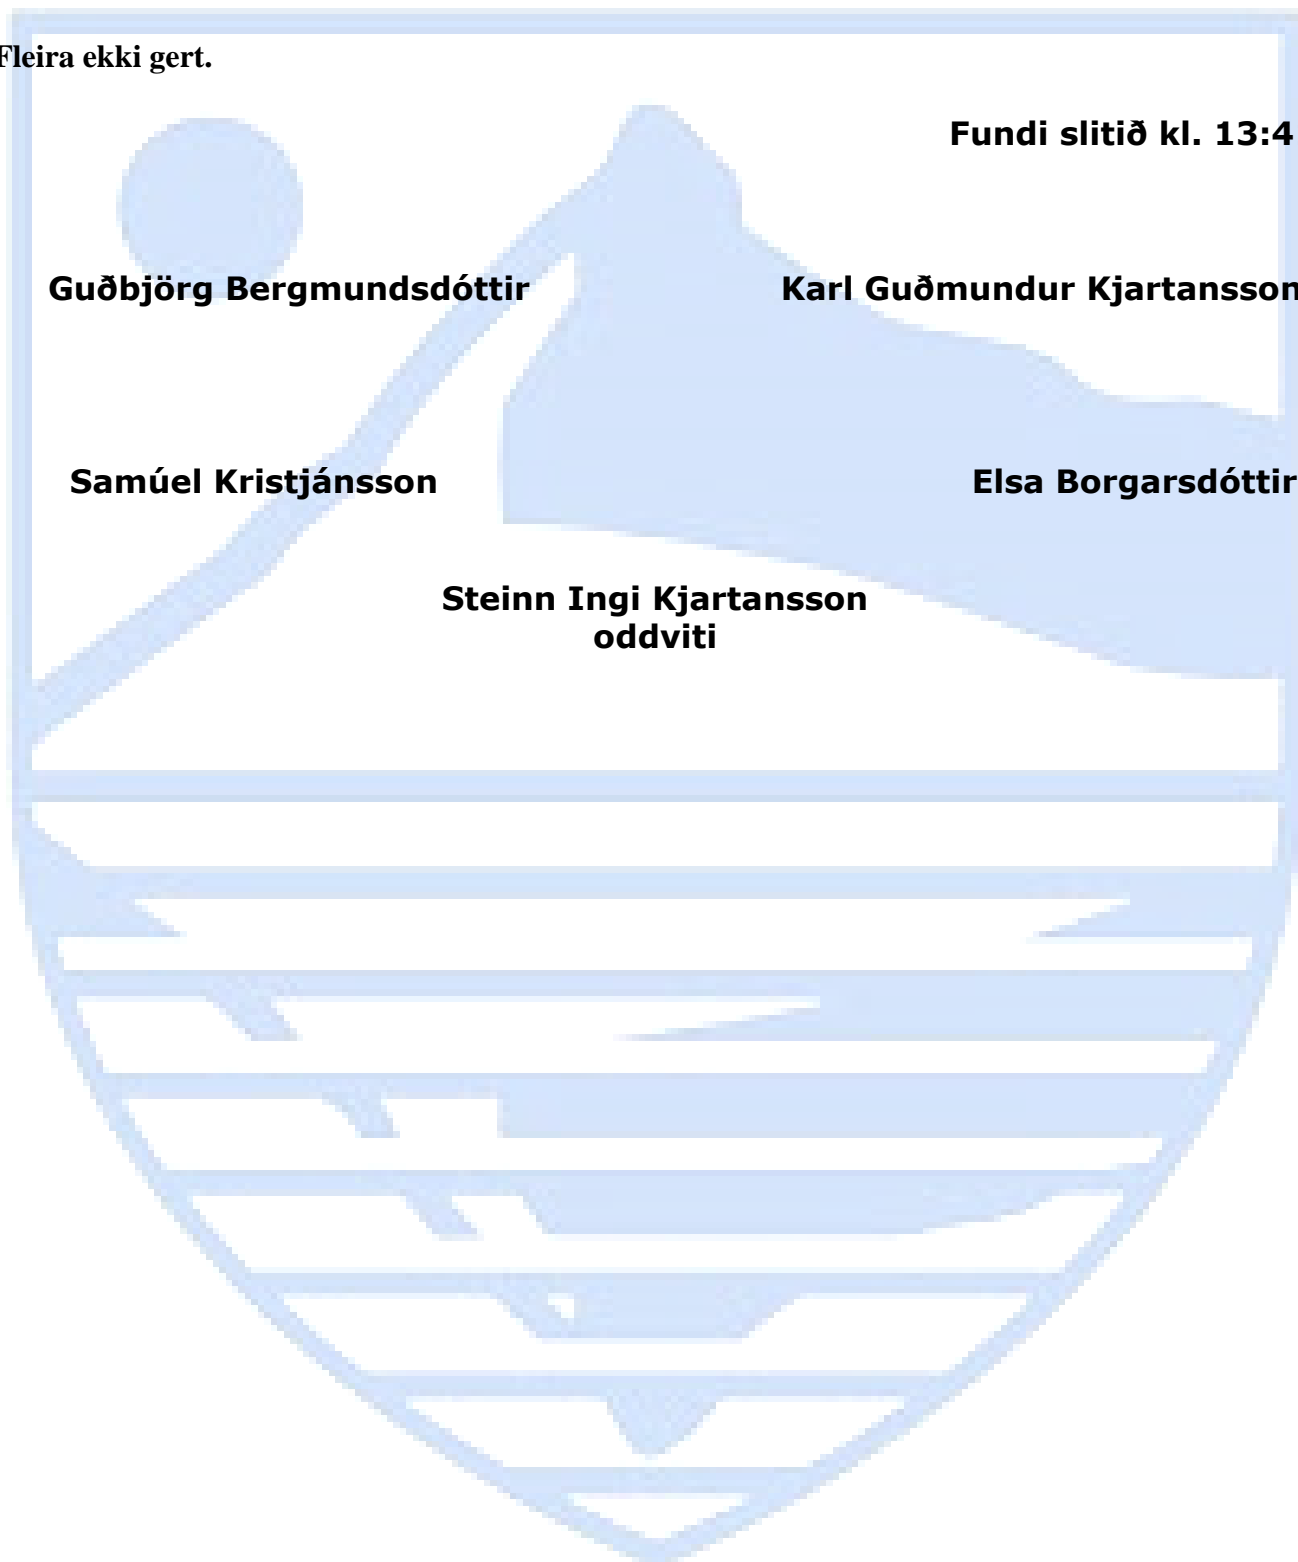 Fleira ekki gert.
Fundi slitið kl. 13:4
Guðbjörg Bergmundsdóttir
Karl Guðmundur Kjartansson
Samúel Kristjánsson
Elsa Borgarsdóttir
Steinn Ingi Kjartansson
oddviti